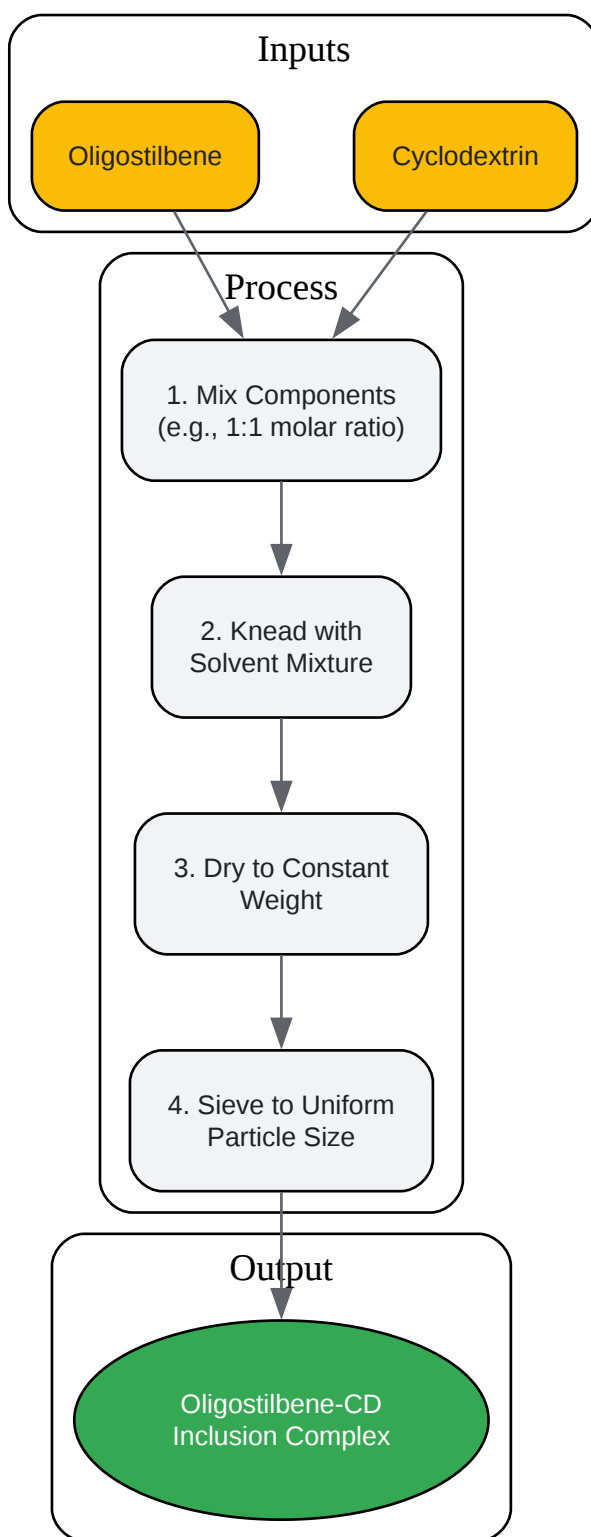 Inputs
Oligostilbene
Cyclodextrin
Process
1. Mix Components
(e.g., 1:1 molar ratio)
2. Knead with
Solvent Mixture
3. Dry to Constant
Weight
4. Sieve to Uniform
Particle Size
Output
Oligostilbene-CD
Inclusion Complex